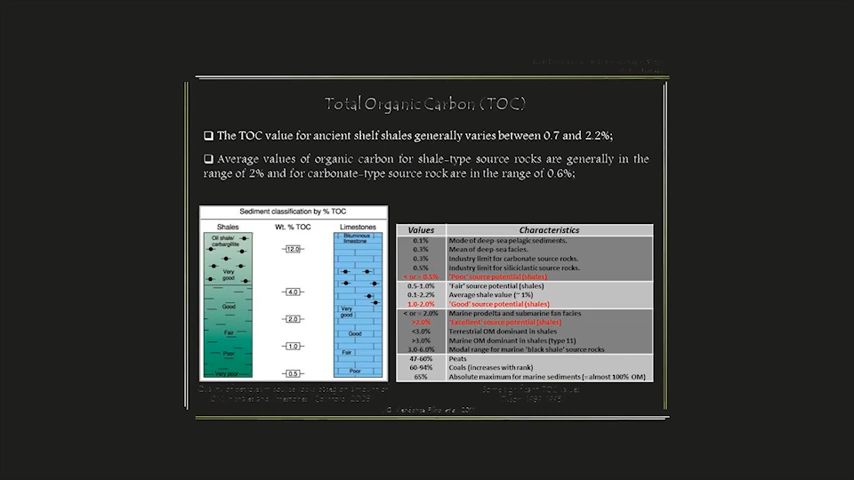 Total Organic Carbon (TOC)
❑ The TOC value for ancient shelf shales generally varies between 0.7 and 2.2%;
❑ Average values of organic carbon for shale-type source rocks are generally in the
range of 2% and for carbonate-type source rock are in the range of 0.6%;
Sediment classification by % TOC
Shales Wt. % TOC Limestones
Oil shale/
carbargillite
Very
good
Good
Fair
Poor
Very poor
12.0
4.0
2.0
1.0
0.5
Bituminous
limestone
Very
good
Good
Fair
Poor
Values Characteristics
0.1% Mode of deep-sea pelagic sediments.
0.3% Mean of deep-sea facies.
0.3% Industry limit for carbonate source rocks.
0.5% Industry limit for siliciclastic source rocks.
< or = 0.5% 'Poor' source potential (shales)
0.5-1.0% 'Fair' source potential (shales)
0.1-2.2% Average shale value (~ 1%)
1.0-2.0% 'Good' source potential (shales)
< or = 2.0% Marine prodelta and submarine fan facies
>2.0% 'Excellent' source potential (shales)
<3.0% Terrestrial OM dominant in shales
>3.0% Marine OM dominant in shales (type 11)
3.0-6.0% Modal range for marine 'black shale' source rocks
47-60% Peats
60-94% Coals (increases with rank)
65% Absolute maximum for marine sediments (= almost 100% OM)
Some significant TOC values